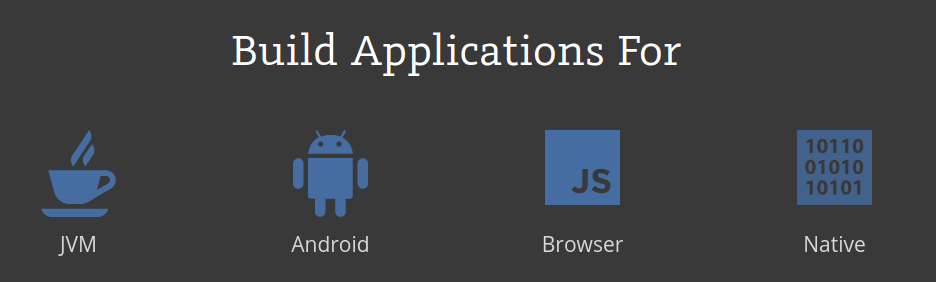 Build Applications For
JS
10110
01010
10101
JVM
Android
Browser
Native